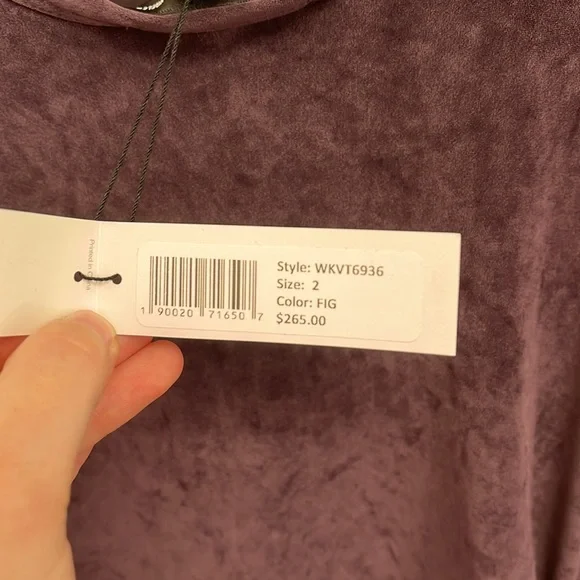 Style: WKVT6936
Size: 2
Color: FIG
$265.00
1 90020 71650 7